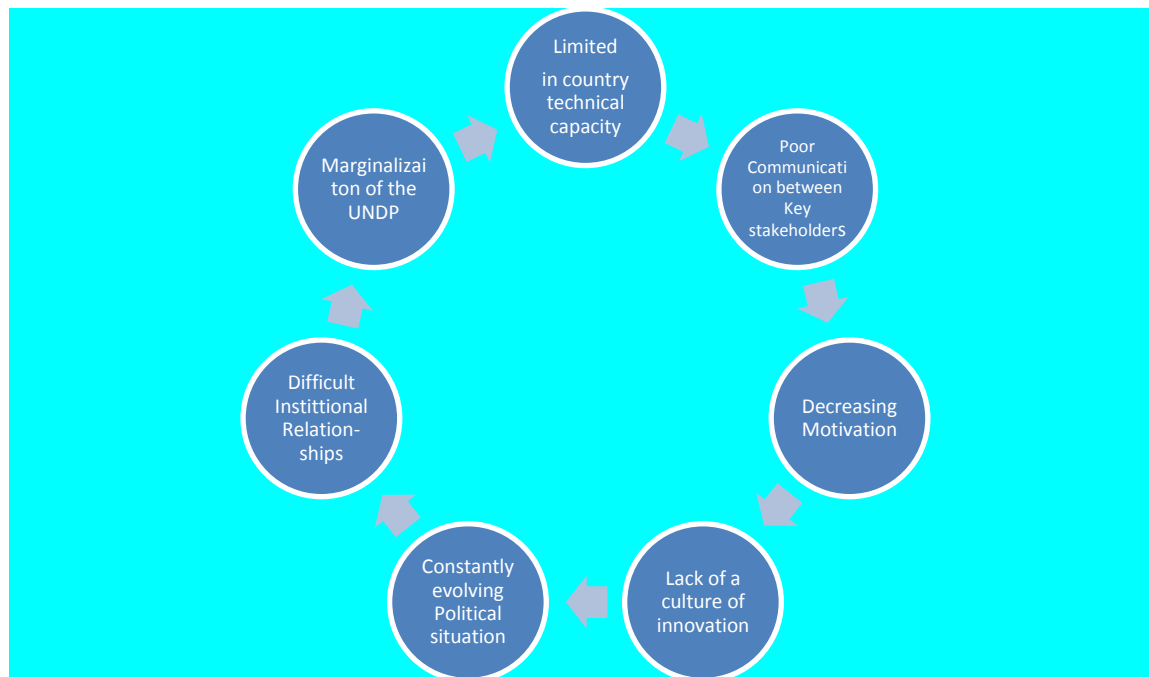 Limited
in country
technical
capacity
Poor
Communicati
on between
Key
stakeholders
Decreasing
Motivation
Lack of a
culture of
innovation
Constantly
evolving
Political
situation
Difficult
Instittional
Relation-
ships
Marginalizai
ton of the
UNDP